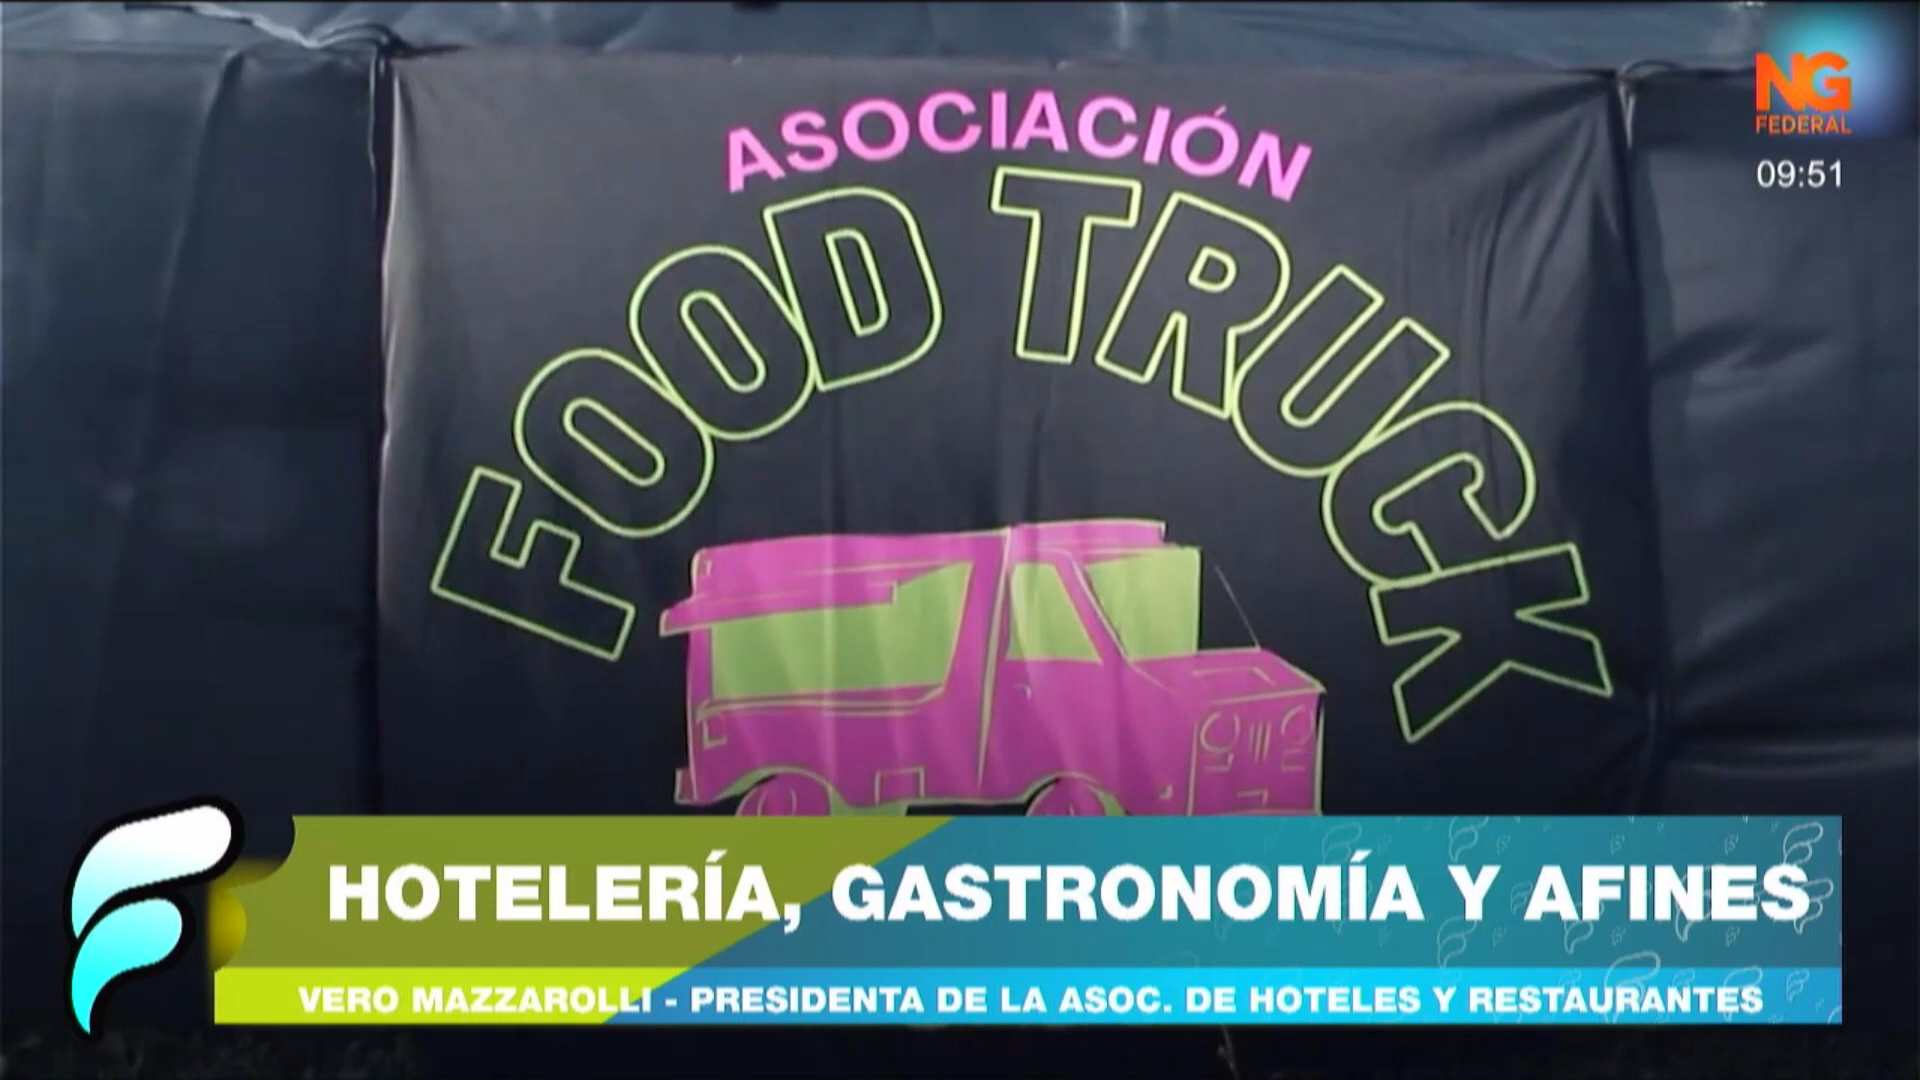 NG
FEDERAL
09:51
ASOCIACIÓN
FOOD TRUCK
HOTELERÍA, GASTRONOMÍA Y AFINES
VERO MAZZAROLLI - PRESIDENTA DE LA ASOC. DE HOTELES Y RESTAURANTES